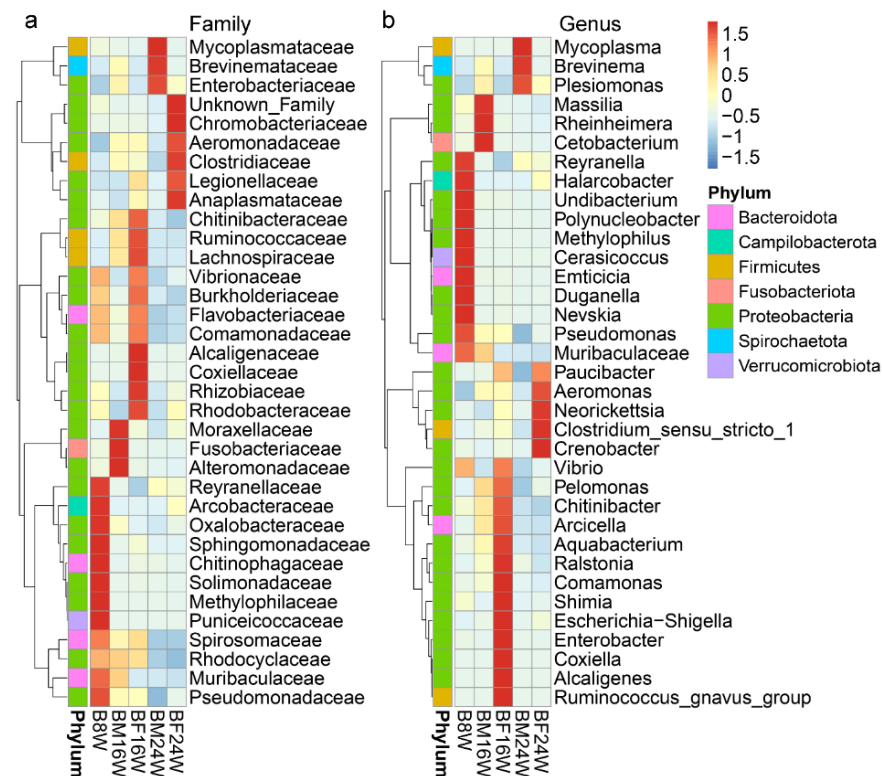 a
Family
Mycoplasmataceae
Brevinemataceae
Enterobacteriaceae
Unknown_Family
Chromobacteriaceae
Aeromonadaceae
Clostridiaceae
Legionellaceae
Anaplasmataceae
Chitinibacteraceae
Ruminococcaceae
Lachnospiraceae
Vibrionaceae
Burkholderiaceae
Flavobacteriaceae
Comamonadaceae
Alcaligenaceae
Coxiellaceae
Rhizobiaceae
Rhodobacteraceae
Moraxellaceae
Fusobacteriaceae
Alteromonadaceae
Reyranellaceae
Arcobacteraceae
Oxalobacteraceae
Sphingomonadaceae
Chitinophagaceae
Solimonadaceae
Methylophilaceae
Puniceicoccaceae
Spirosomaceae
Rhodocyclaceae
Muribaculaceae
Pseudomonadaceae
Phylum
B8W
BM16W
BF16W
BM24W
BF24W
b
Genus
Mycoplasma
Brevinema
Plesiomonas
Massilia
Rheinheimera
Cetobacterium
Reyranella
Halarcobacter
Undibacterium
Polynucleobacter
Methylophilus
Cerasicoccus
Emticicia
Duganella
Nevskia
Pseudomonas
Muribaculaceae
Paucibacter
Aeromonas
Neorickettsia
Clostridium_sensu_stricto_1
Crenobacter
Vibrio
Pelomonas
Chitinibacter
Arcicella
Aquabacterium
Ralstonia
Comamonas
Shimia
Escherichia−Shigella
Enterobacter
Coxiella
Alcaligenes
Ruminococcus_gnavus_group
Phylum
B8W
BM16W
BF16W
BM24W
BF24W
1.5
1
0.5
0
−0.5
−1
−1.5
Phylum
Bacteroidota
Campilobacterota
Firmicutes
Fusobacteriota
Proteobacteria
Spirochaetota
Verrucomicrobiota